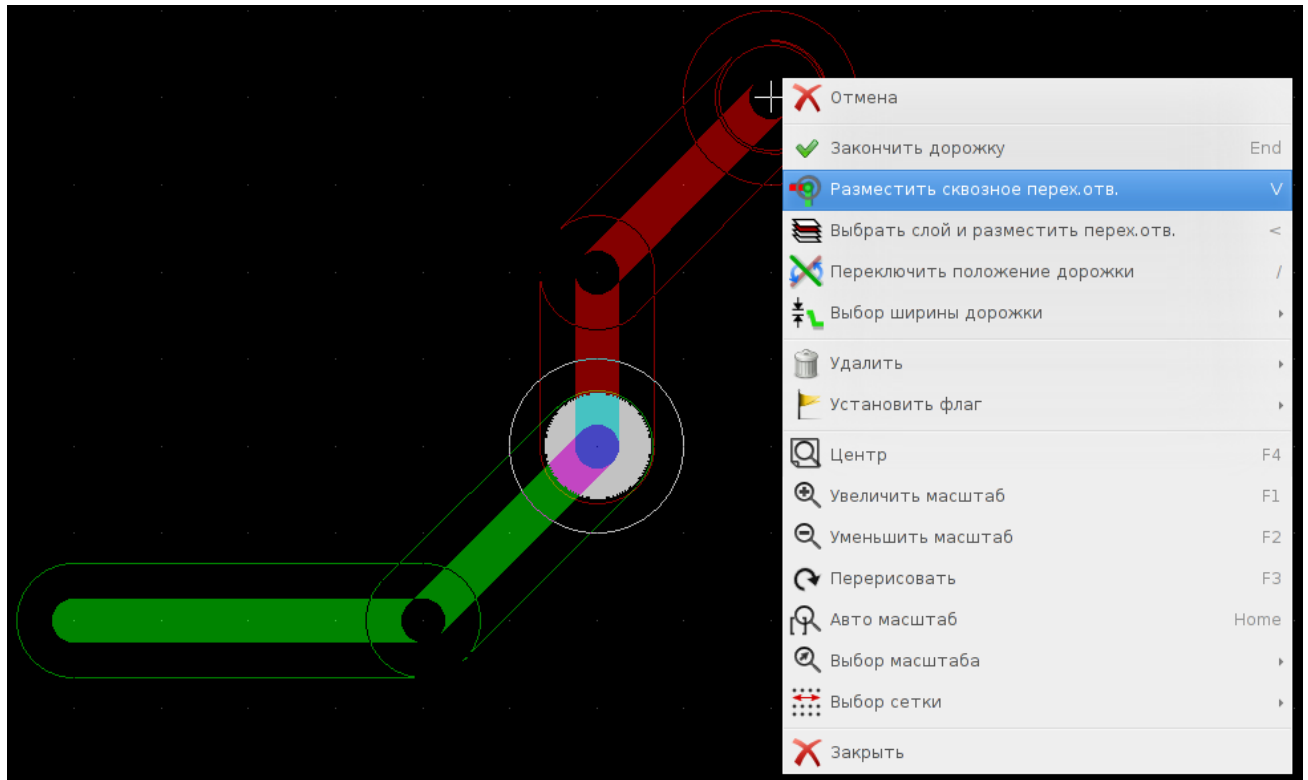 Отмена
Закончить дорожку End
Разместить сквозное перех.отв. V
Выбрать слой и разместить перех.отв. <
Переключить положение дорожки /
Выбор ширины дорожки
Удалить
Установить флаг
Центр F4
Увеличить масштаб F1
Уменьшить масштаб F2
Перерисовать F3
Авто масштаб Home
Выбор масштаба
Выбор сетки
Закрыть